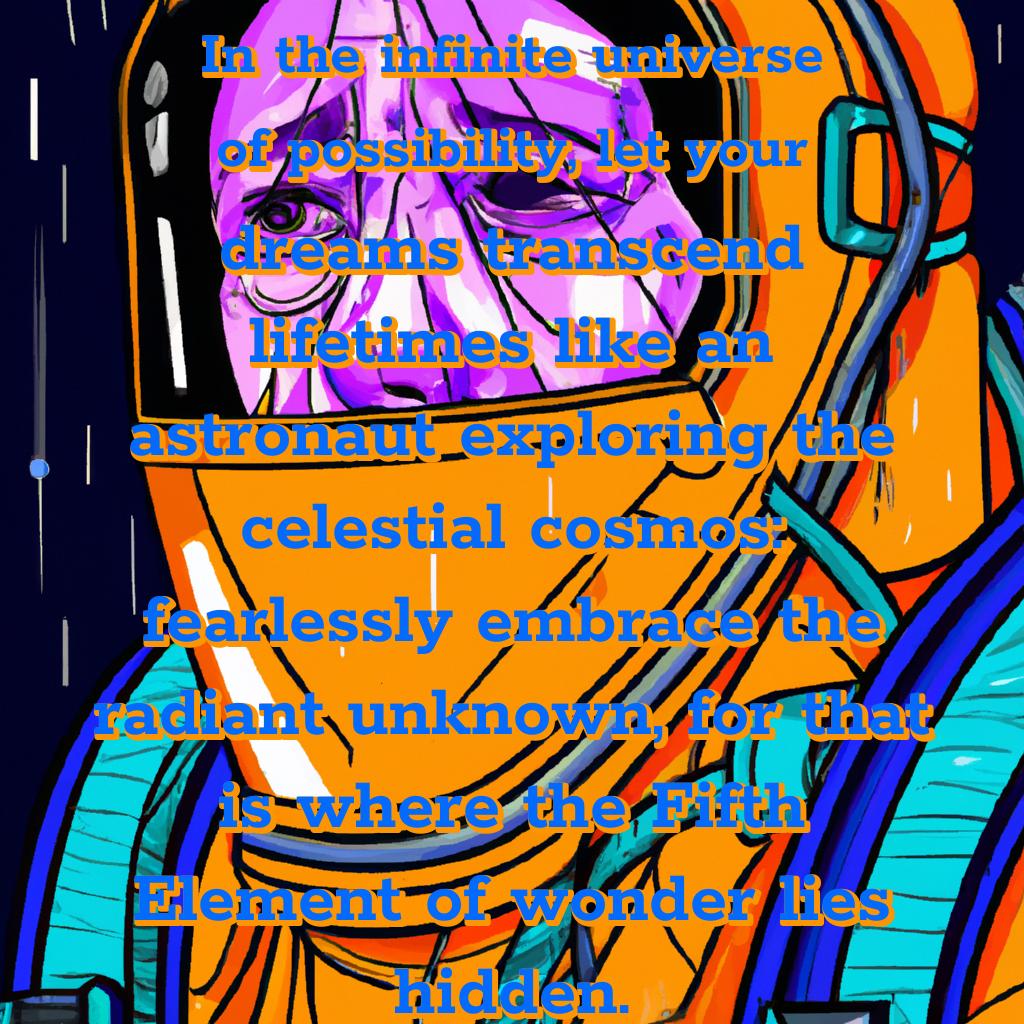 In the infinite universe
of possibility, let your
dreams transcend
lifetimes like an
astronaut exploring the
celestial cosmos:
fearlessly embrace the
radiant unknown, for that
is where the Fifth
Element of wonder lies
hidden.